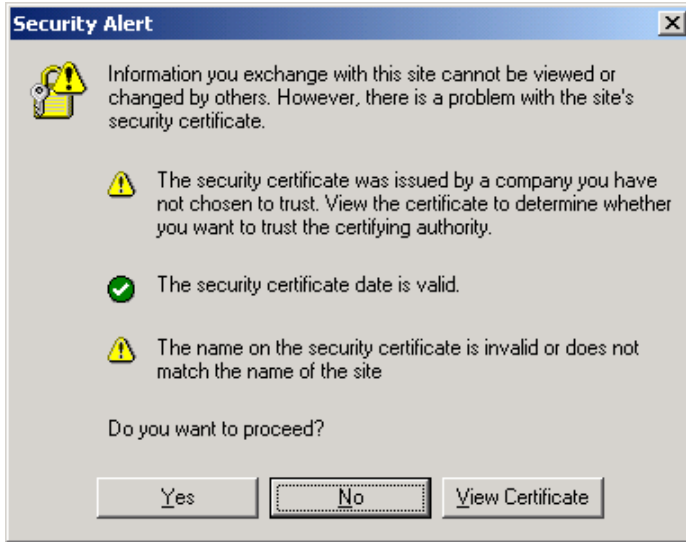 Security Alert
Information you exchange with this site cannot be viewed or
changed by others. However, there is a problem with the site's
security certificate.
The security certificate was issued by a company you have
not chosen to trust. View the certificate to determine whether
you want to trust the certifying authority.
The security certificate date is valid.
The name on the security certificate is invalid or does not
match the name of the site
Do you want to proceed?
Yes
No
View Certificate